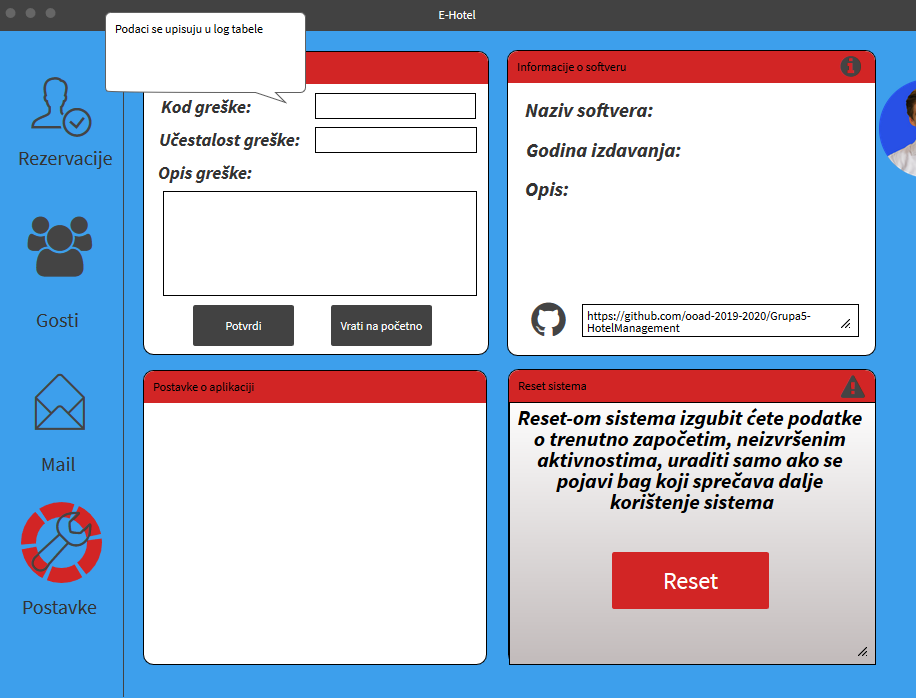 E-Hotel
Podaci se upisuju u log tabele
Kod greške:
Učestalost greške:
Opis greške:
Potvrdi
Vrati na početno
Informacije o softveru
Naziv softvera:
Godina izdavanja:
Opis:
https://github.com/ooad-2019-2020/Grupa5-
HotelManagement
Rezervacije
Gosti
Mail
Postavke
Postavke o aplikaciji
Reset sistema
Reset-om sistema izgubit ćete podatke
o trenutno započetim, neizvršenim
aktivnostima, uraditi samo ako se
pojavi bag koji sprečava dalje
korištenje sistema
Reset